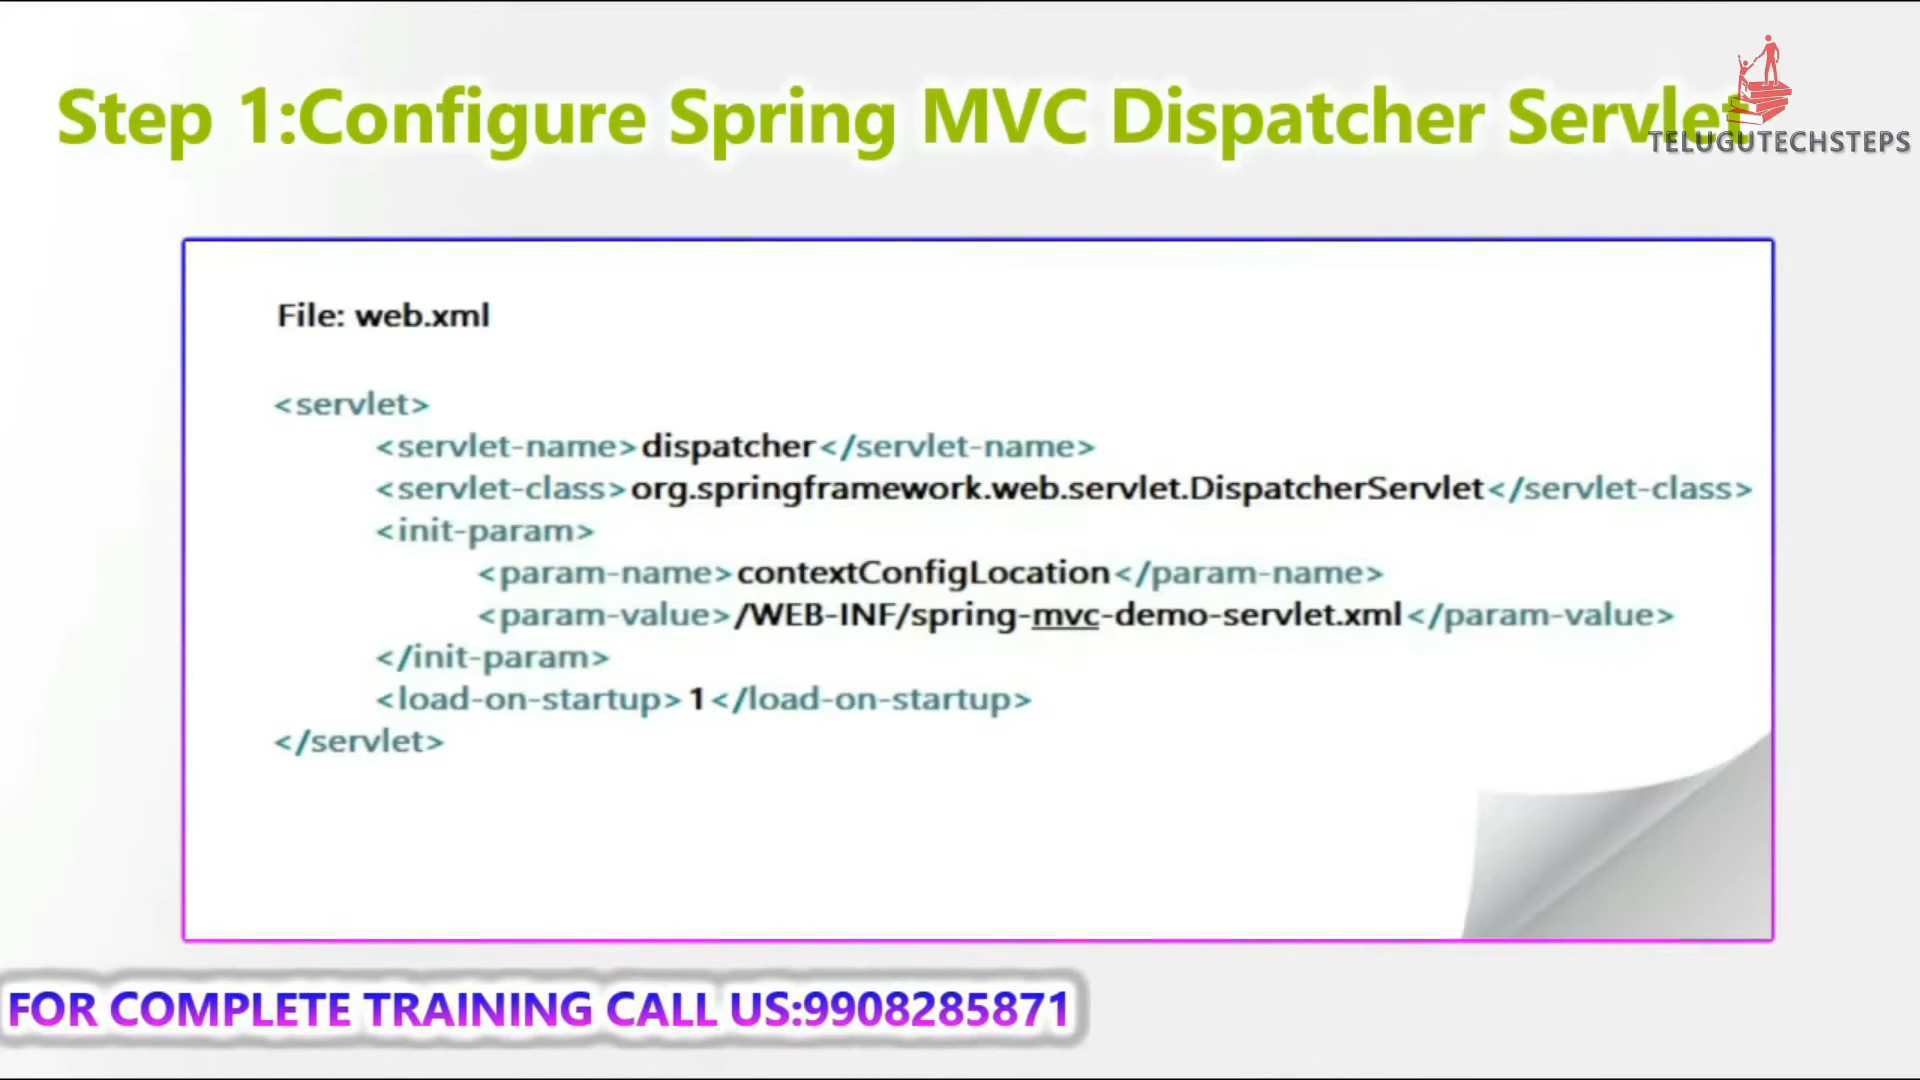 Step 1:Configure Spring MVC Dispatcher Servlet
TELUGUTECHSTEPS
File: web.xml
<servlet>
<servlet-name>dispatcher</servlet-name>
<servlet-class>org.springframework.web.servlet.DispatcherServlet</servlet-class>
<init-param>
<param-name>contextConfigLocation</param-name>
<param-value>/WEB-INF/spring-mvc-demo-servlet.xml</param-value>
</init-param>
<load-on-startup>1</load-on-startup>
</servlet>
FOR COMPLETE TRAINING CALL US:9908285871